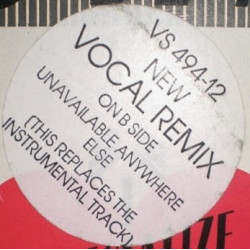 VS 494-12
NEW
VOCAL REMIX
ON B SIDE
UNAVAILABLE ANYWHERE
ELSE
(THIS REPLACES THE
INSTRUMENTAL TRACK)